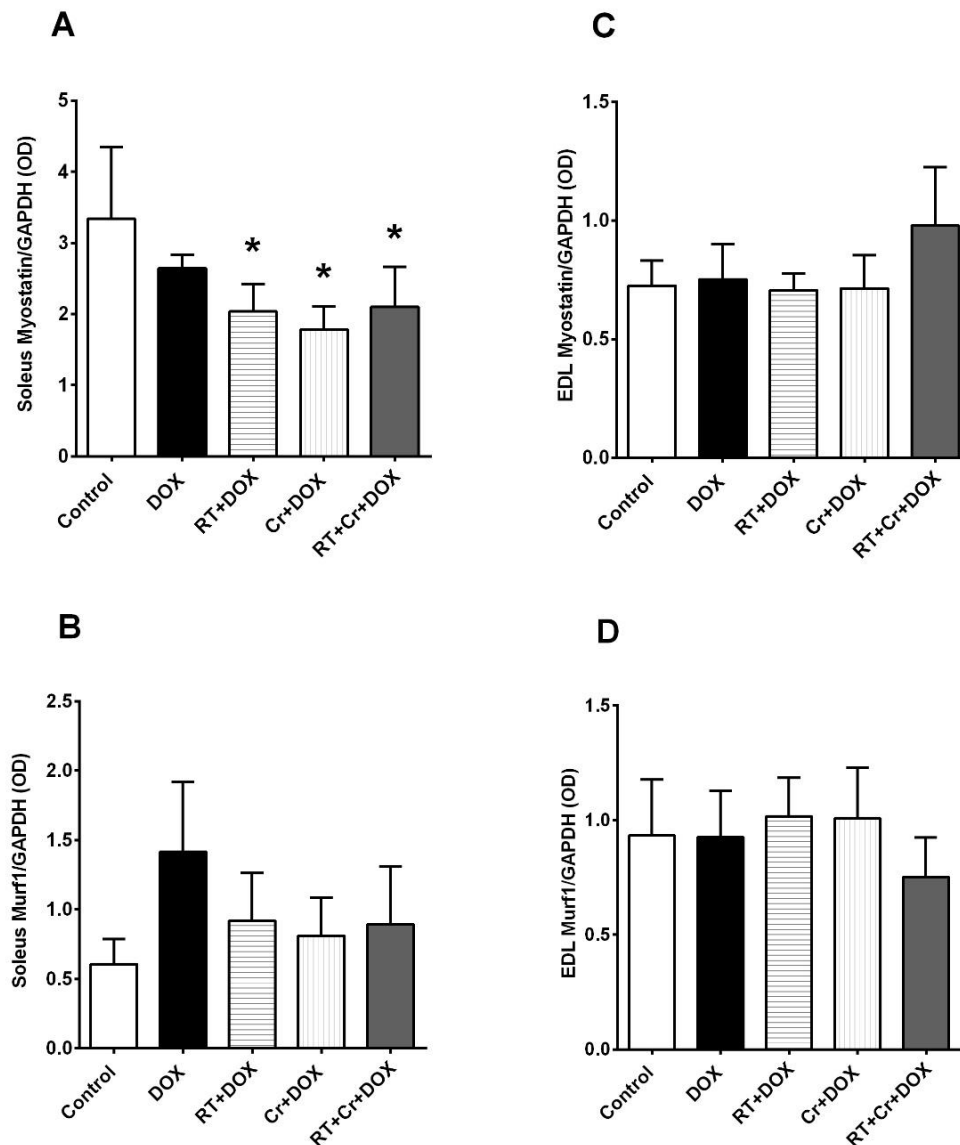 A
Soleus Myostatin/GAPDH (OD)
5
4
3
2
1
0
*
*
*
Control
DOX
RT+DOX
Cr+DOX
RT+Cr+DOX
C
EDL Myostatin/GAPDH (OD)
1.5
1.0
0.5
0.0
Control
DOX
RT+DOX
Cr+DOX
RT+Cr+DOX
B
Soleus Murf1/GAPDH (OD)
2.5
2.0
1.5
1.0
0.5
0.0
Control
DOX
RT+DOX
Cr+DOX
RT+Cr+DOX
D
EDL Murf1/GAPDH (OD)
1.5
1.0
0.5
0.0
Control
DOX
RT+DOX
Cr+DOX
RT+Cr+DOX